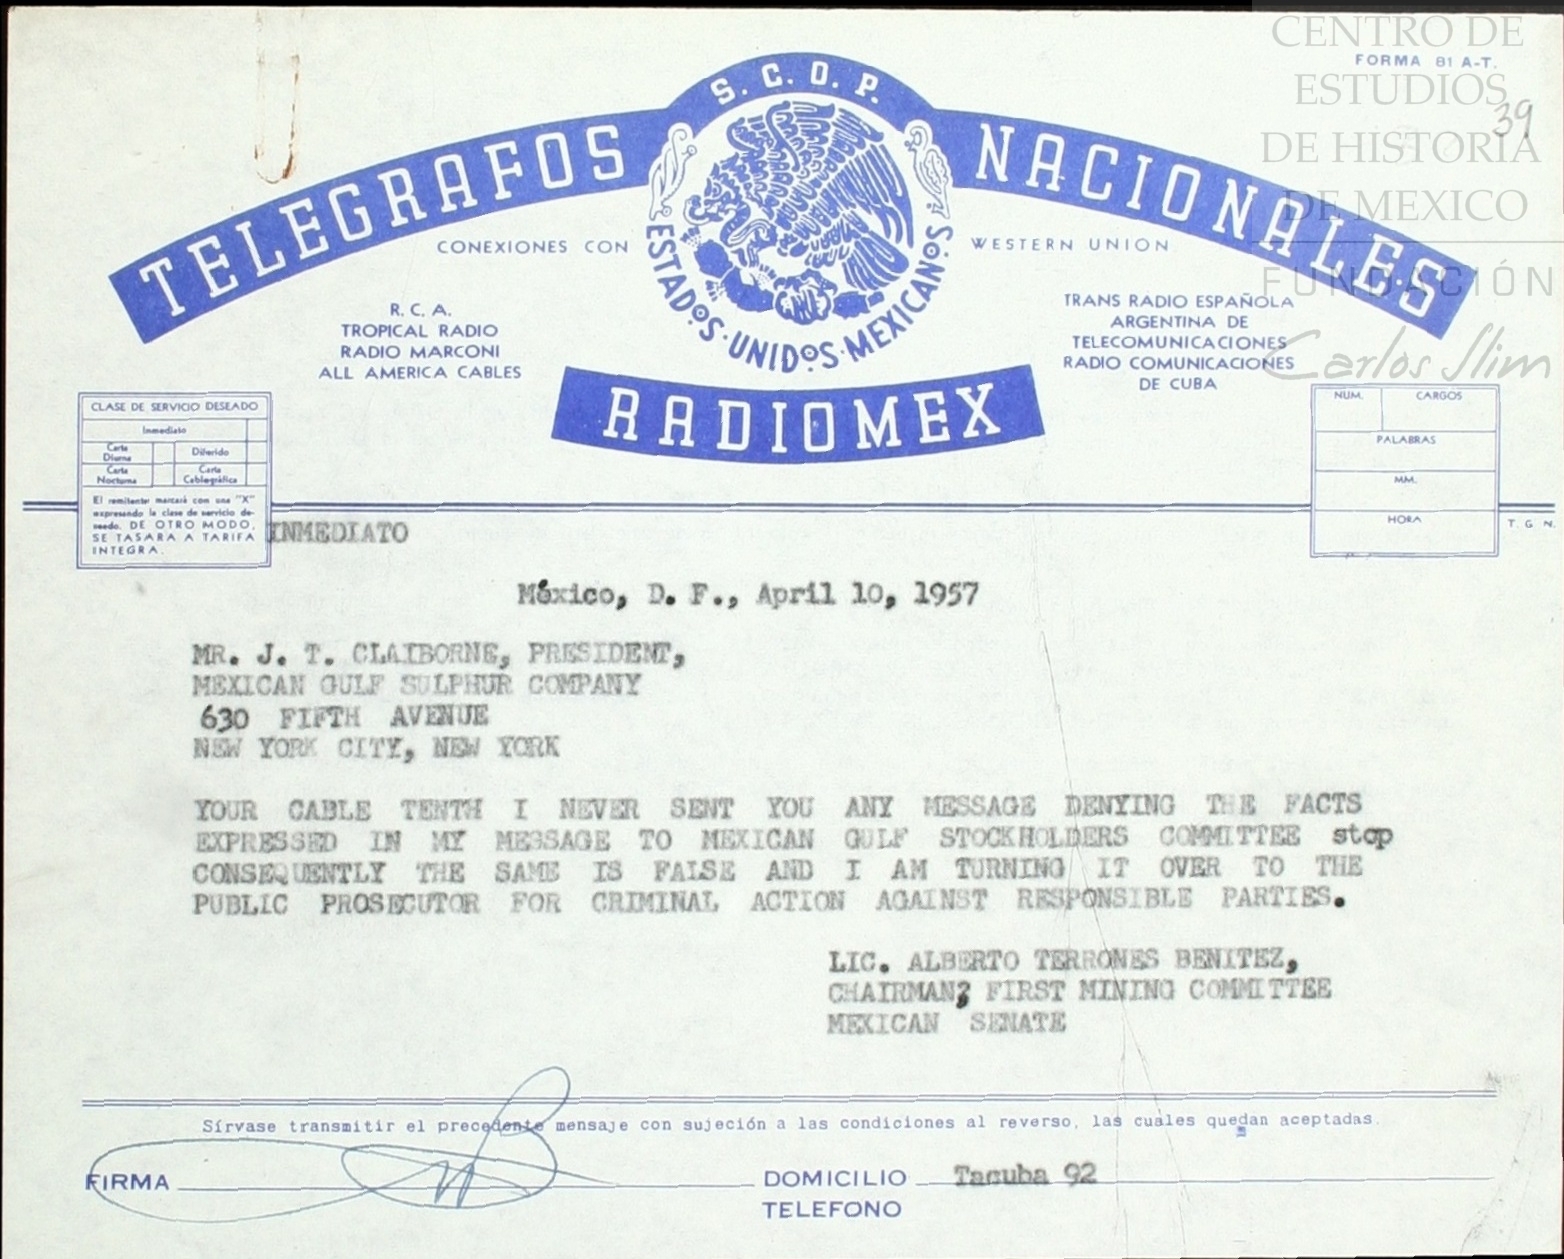 CENTRO DE
ESTUDIOS
DE HISTORIA
DE MEXICO
FUNDACIÓN
Carlos Slim
FORMA 81 A-T.
39
S. C. O. P.
TELEGRAFOS NACIONALES
ESTADOS·UNIDOS·MEXICANOS
CONEXIONES CON
WESTERN UNION
R. C. A.
TROPICAL RADIO
RADIO MARCONI
ALL AMERICA CABLES
TRANS RADIO ESPAÑOLA
ARGENTINA DE
TELECOMUNICACIONES
RADIO COMUNICACIONES
DE CUBA
RADIOMEX
CLASE DE SERVICIO DESEADO
Inmediato
Carta Diurna
Diferido
Carta Nocturna
Carta Cablegráfica
El remitente marcará con una "X"
expresando la clase de servicio de-
seado. DE OTRO MODO,
SE TASARA A TARIFA
INTEGRA.
NUM. CARGOS
PALABRAS
MM.
HORA
T. G. N.
INMEDIATO
México, D. F., April 10, 1957
MR. J. T. CLAIBORNE, PRESIDENT,
MEXICAN GULF SULPHUR COMPANY
630 FIFTH AVENUE
NEW YORK CITY, NEW YORK
YOUR CABLE TENTH I NEVER SENT YOU ANY MESSAGE DENYING THE FACTS
EXPRESSED IN MY MESSAGE TO MEXICAN GULF STOCKHOLDERS COMMITTEE stop
CONSEQUENTLY THE SAME IS FALSE AND I AM TURNING IT OVER TO THE
PUBLIC PROSECUTOR FOR CRIMINAL ACTION AGAINST RESPONSIBLE PARTIES.
LIC. ALBERTO TERRONES BENITEZ,
CHAIRMAN, FIRST MINING COMMITTEE
MEXICAN SENATE
Sírvase transmitir el precedente mensaje con sujeción a las condiciones al reverso, las cuales quedan aceptadas.
FIRMA
DOMICILIO Tacuba 92
TELEFONO